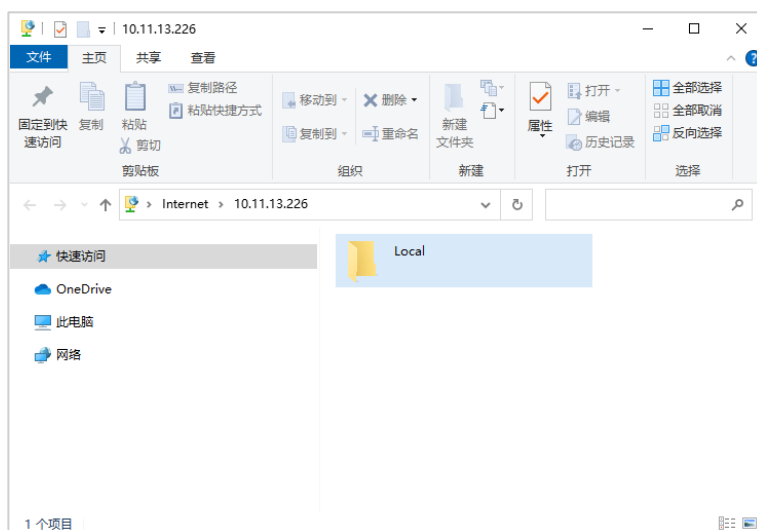 10.11.13.226
文件 主页 共享 查看
固定到快速访问
复制
粘贴
复制路径
粘贴快捷方式
剪切
剪贴板
移动到
复制到
删除
重命名
组织
新建
文件夹
新建
属性
打开
编辑
历史记录
打开
全部选择
全部取消
反向选择
选择
Internet › 10.11.13.226
快速访问
OneDrive
此电脑
网络
Local
1 个项目